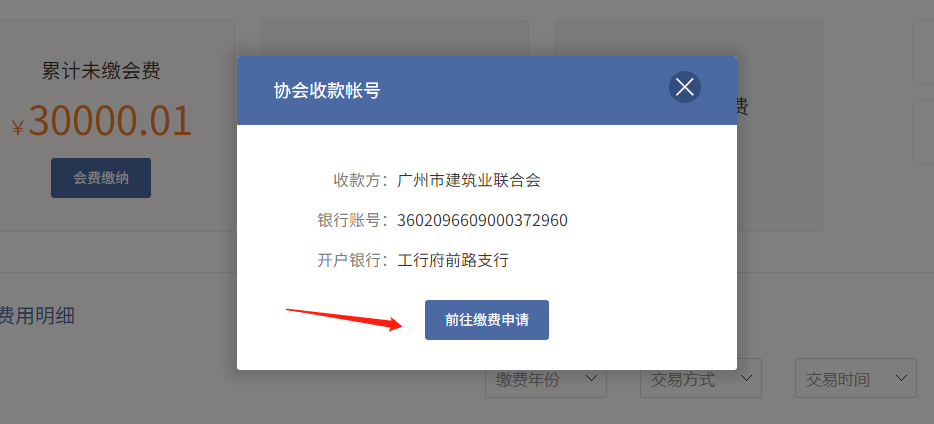 累计未缴会费
¥30000.01
会费缴纳
费
协会收款帐号
收款方：广州市建筑业联合会
银行账号：3602096609000372960
开户银行：工行府前路支行
前往缴费申请
费用明细
缴费年份
交易方式
交易时间